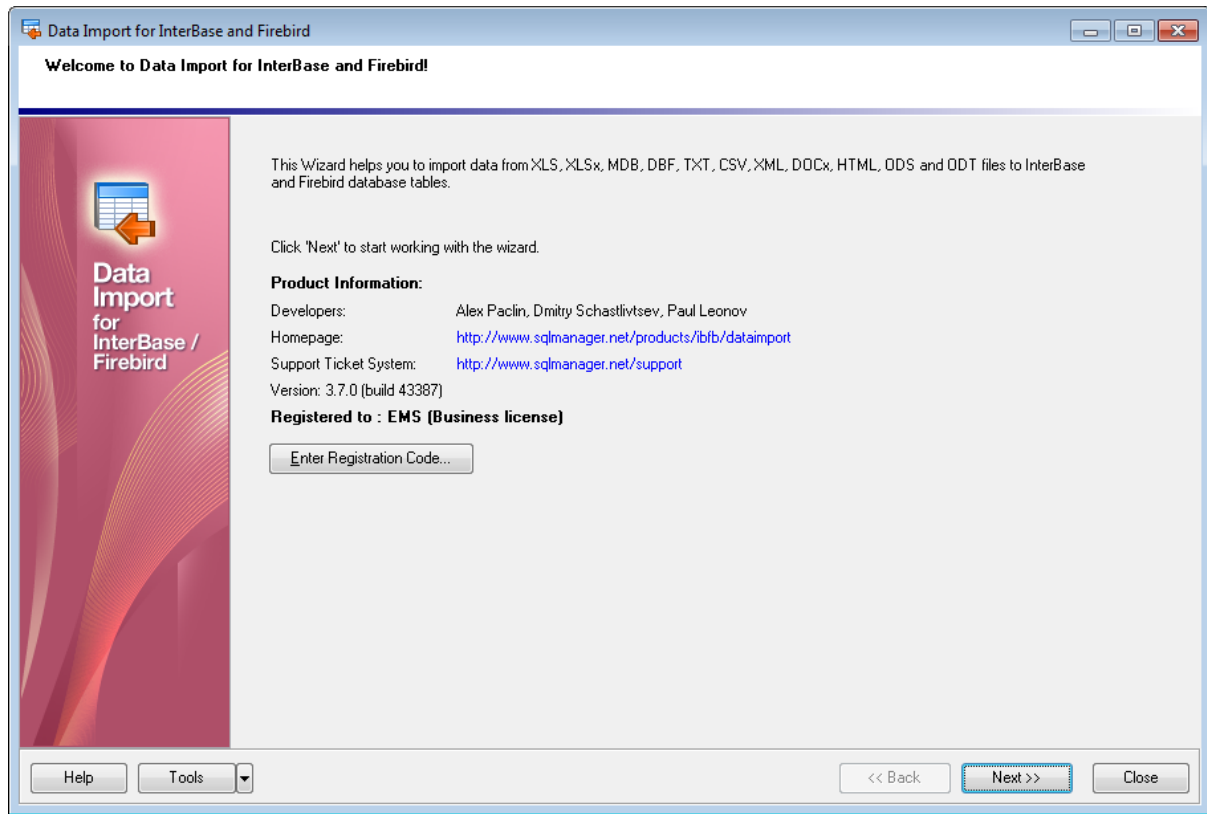 Data Import for InterBase and Firebird
Welcome to Data Import for InterBase and Firebird!
Data
Import
for
InterBase /
Firebird
This Wizard helps you to import data from XLS, XLSx, MDB, DBF, TXT, CSV, XML, DOCx, HTML, ODS and ODT files to InterBase
and Firebird database tables.
Click 'Next' to start working with the wizard.
Product Information:
Developers: Alex Paclin, Dmitry Schastlivtsev, Paul Leonov
Homepage: http://www.sqlmanager.net/products/ibfb/dataimport
Support Ticket System: http://www.sqlmanager.net/support
Version: 3.7.0 (build 43387)
Registered to : EMS (Business license)
Enter Registration Code...
Help Tools << Back Next >> Close